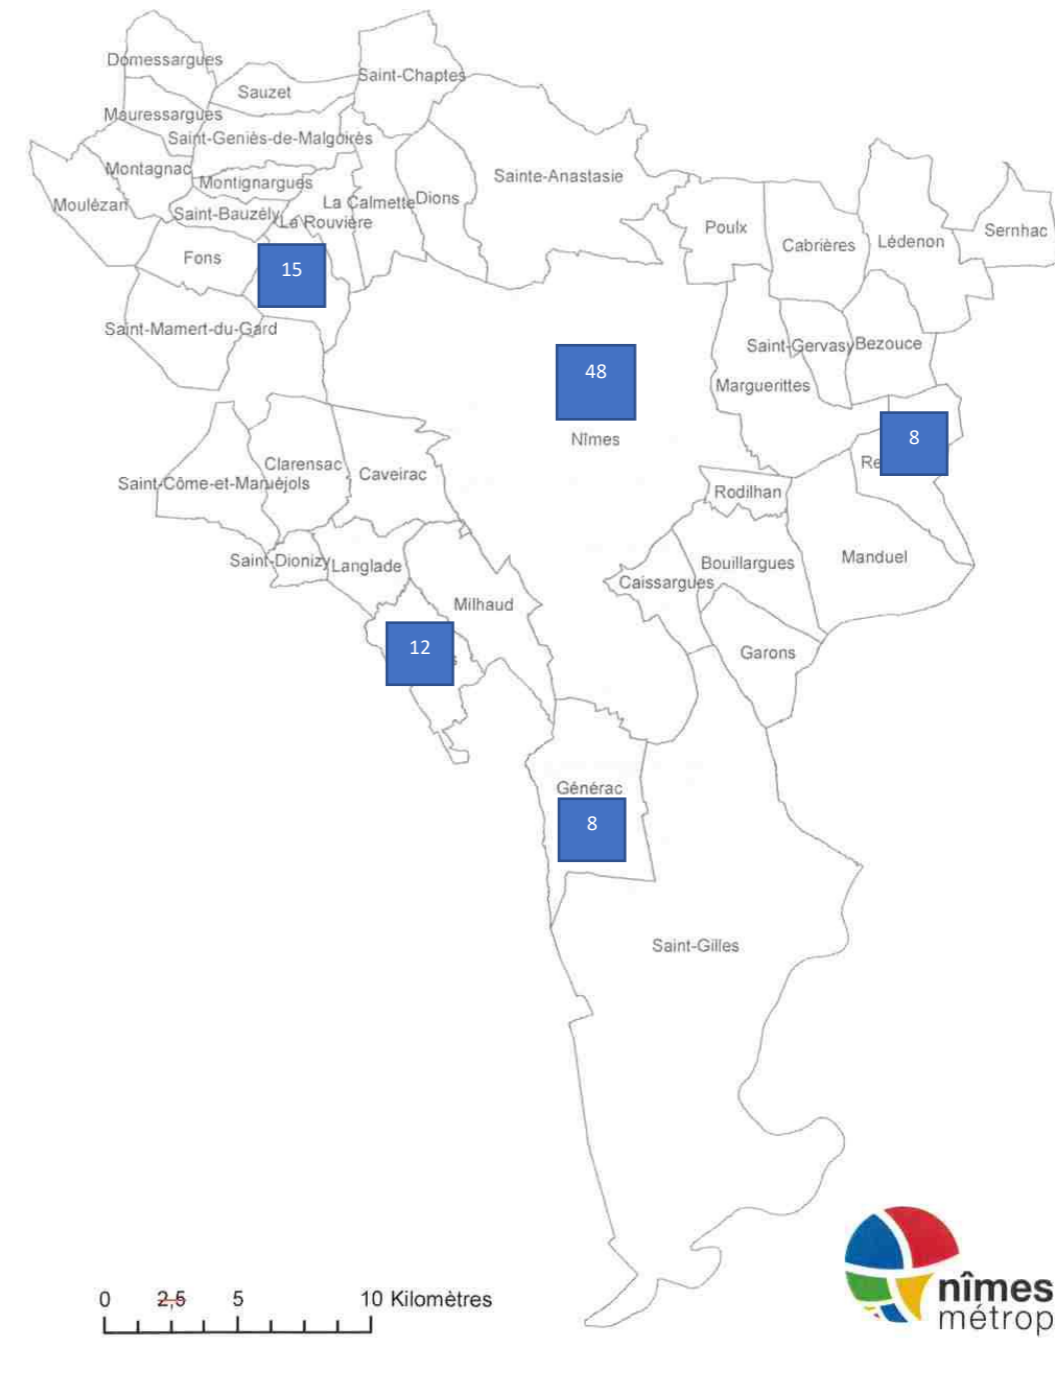 Domessargues
Saint-Chaptes
Sauzet
Mauressargues
Saint-Geniès-de-Malgoirès
Montagnac
Montignargues
Sainte-Anastasie
Moulézan
La Calmette
Dions
Saint-Bauzély
La Rouvière
Poulx
Cabrières
Lédenon
Sernhac
Fons
15
Saint-Mamert-du-Gard
Saint-Gervasy
Bezouce
48
Marguerittes
Nîmes
8
Re
Clarensac
Caveirac
Saint-Côme-et-Maruéjols
Rodilhan
Saint-Dionizy
Langlade
Bouillargues
Manduel
Caissargues
Milhaud
12
s
Garons
Générac
8
Saint-Gilles
0 2,5 5 10 Kilomètres
nîmes
métrop